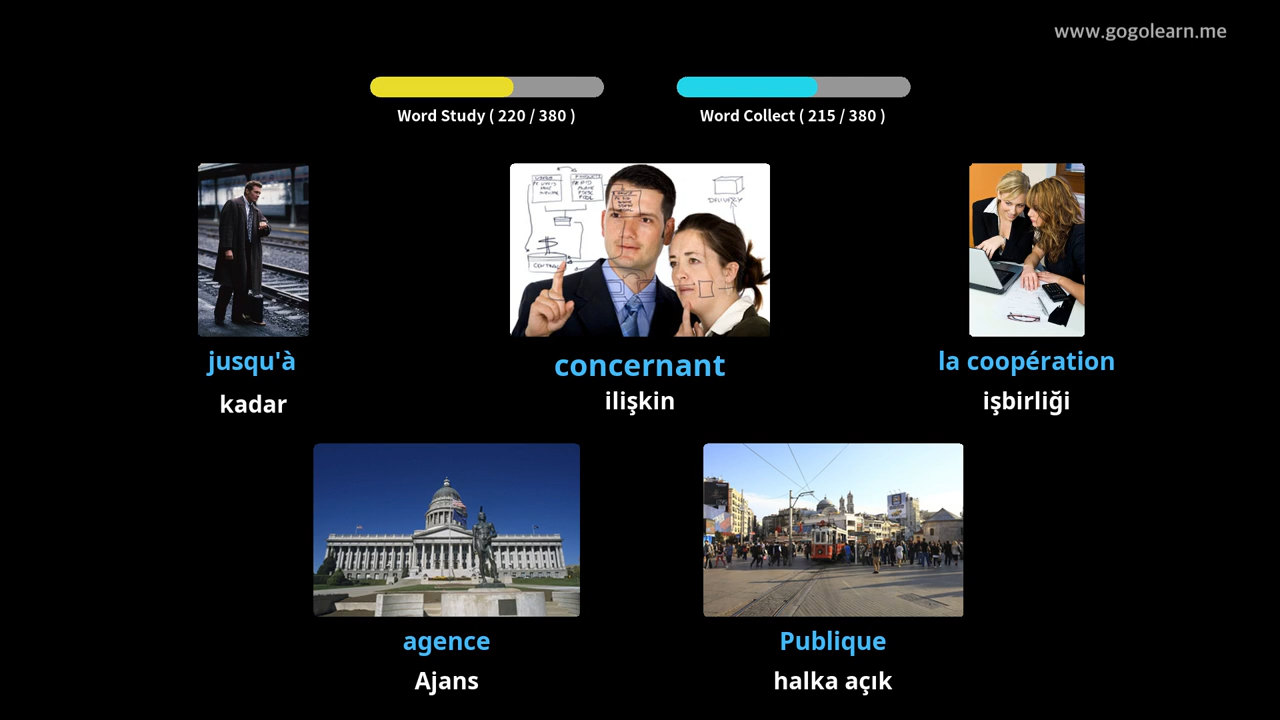 www.gogolearn.me
Word Study ( 220 / 380 )
Word Collect ( 215 / 380 )
DELIVERY
jusqu'à
kadar
concernant
ilişkin
la coopération
işbirliği
agence
Ajans
Publique
halka açık